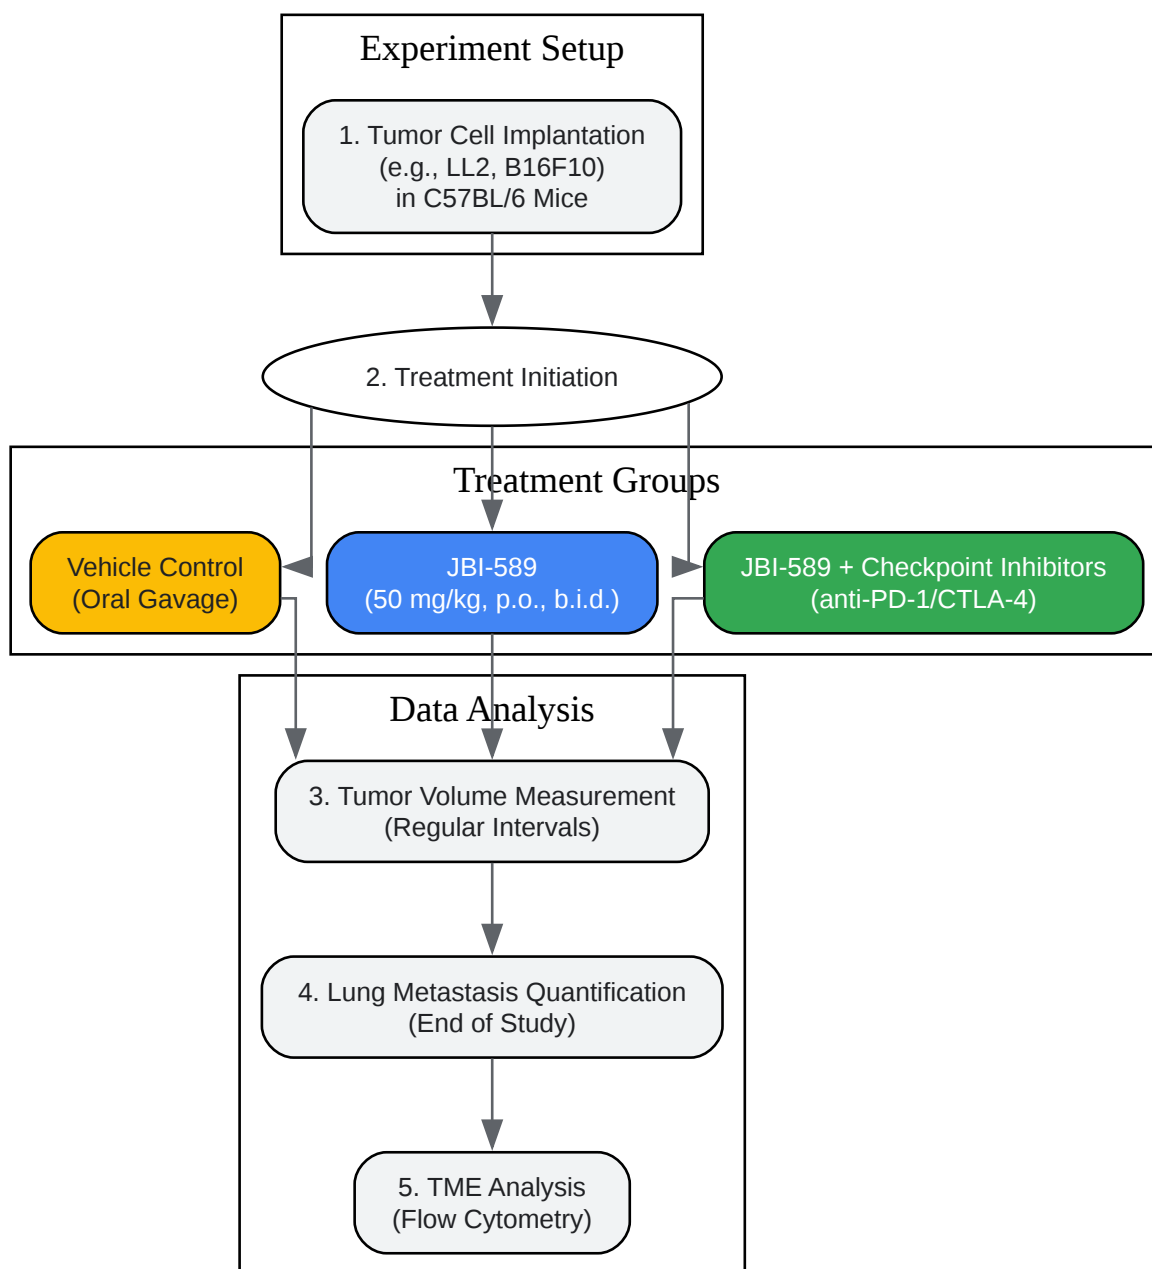 Experiment Setup
1. Tumor Cell Implantation
(e.g., LL2, B16F10)
in C57BL/6 Mice
2. Treatment Initiation
Treatment Groups
Vehicle Control
(Oral Gavage)
JBI-589
(50 mg/kg, p.o., b.i.d.)
JBI-589 + Checkpoint Inhibitors
(anti-PD-1/CTLA-4)
Data Analysis
3. Tumor Volume Measurement
(Regular Intervals)
4. Lung Metastasis Quantification
(End of Study)
5. TME Analysis
(Flow Cytometry)